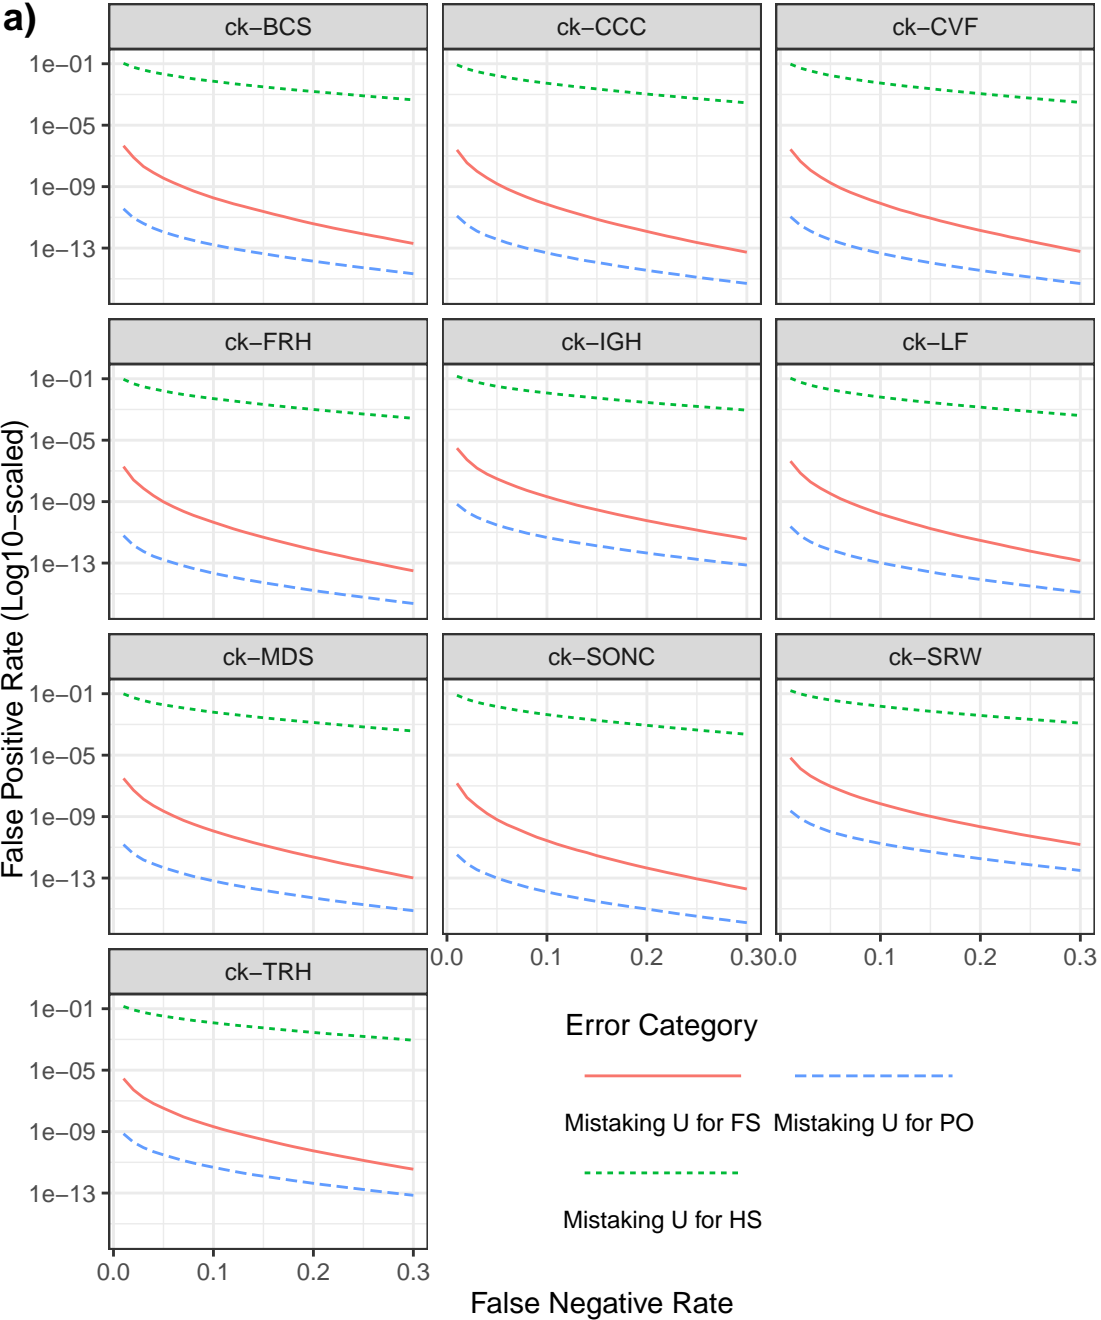 a)
ck−BCS
ck−CCC
ck−CVF
1e−01
1e−05
1e−09
1e−13
ck−FRH
ck−IGH
ck−LF
1e−01
1e−05
1e−09
1e−13
False Positive Rate (Log10−scaled)
ck−MDS
ck−SONC
ck−SRW
1e−01
1e−05
1e−09
1e−13
0.0 0.1 0.2 0.3
0.0 0.1 0.2 0.3
ck−TRH
1e−01
1e−05
1e−09
1e−13
0.0 0.1 0.2 0.3
Error Category
Mistaking U for FS
Mistaking U for PO
Mistaking U for HS
False Negative Rate